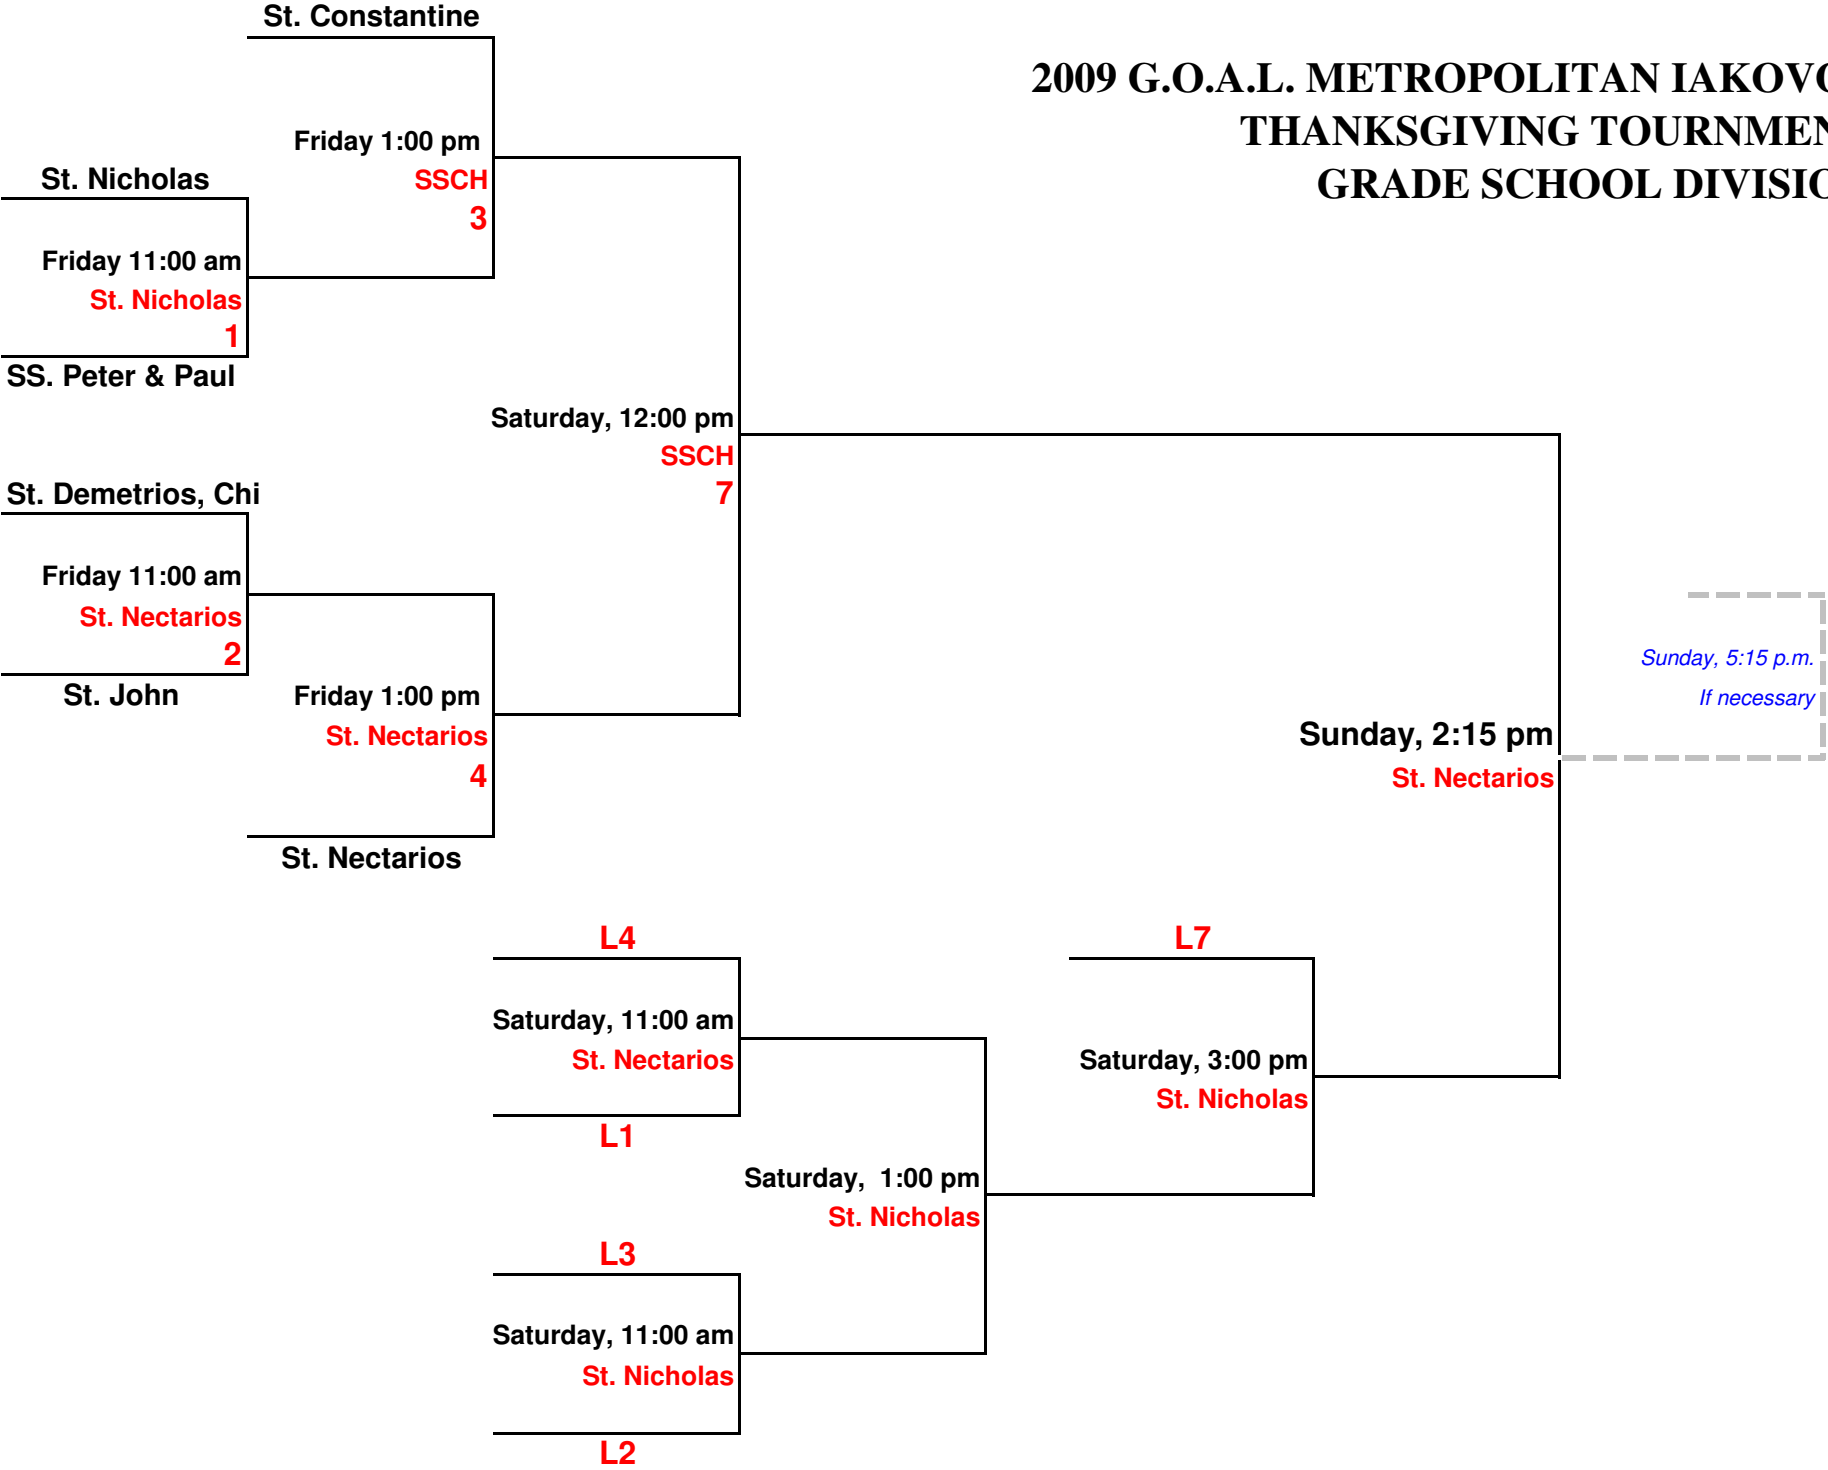 St. Constantine
2009 G.O.A.L. METROPOLITAN IAKOVO
THANKSGIVING TOURNMEN
GRADE SCHOOL DIVISIO
Friday 1:00 pm
SSCH
3
St. Nicholas
Friday 11:00 am
St. Nicholas
1
SS. Peter & Paul
Saturday, 12:00 pm
SSCH
7
St. Demetrios, Chi
Friday 11:00 am
St. Nectarios
2
St. John
Friday 1:00 pm
St. Nectarios
4
St. Nectarios
Sunday, 5:15 p.m.
If necessary
Sunday, 2:15 pm
St. Nectarios
L4
Saturday, 11:00 am
St. Nectarios
L1
L7
Saturday, 3:00 pm
St. Nicholas
Saturday,  1:00 pm
St. Nicholas
L3
Saturday, 11:00 am
St. Nicholas
L2